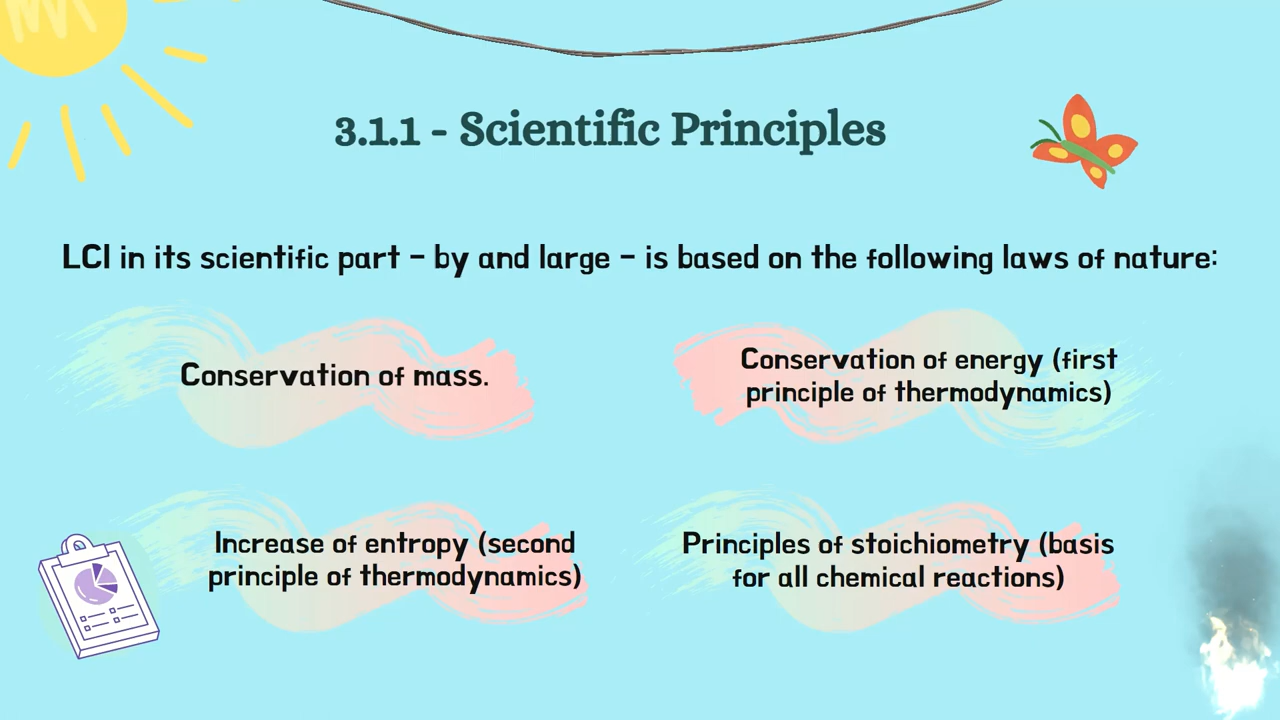 3.1.1 - Scientific Principles
LCI in its scientific part - by and large - is based on the following laws of nature:
Conservation of mass.
Conservation of energy (first
principle of thermodynamics)
Increase of entropy (second
principle of thermodynamics)
Principles of stoichiometry (basis
for all chemical reactions)